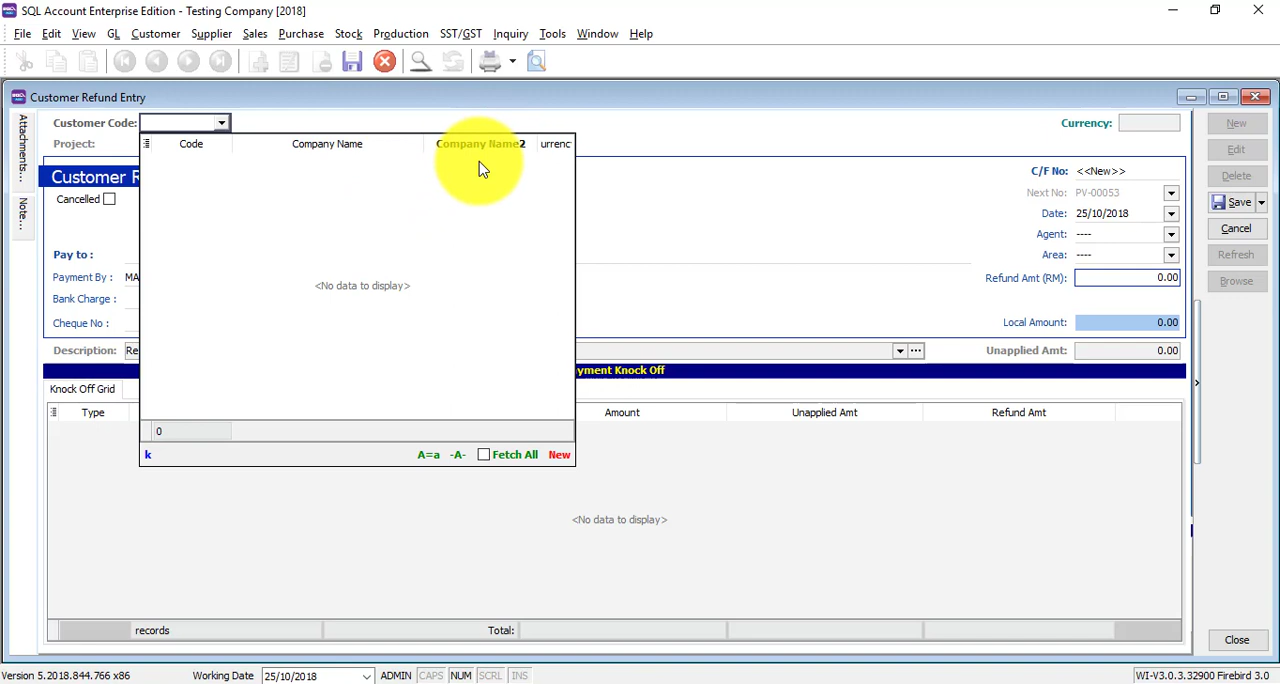 SQL Account Enterprise Edition - Testing Company [2018]
File Edit View GL Customer Supplier Sales Purchase Stock Production SST/GST Inquiry Tools Window Help
Customer Refund Entry
Attachments...
Note...
Customer Code:
Currency:
New
Project:
Code Company Name Company Name2 urrenc
Edit
Customer R
C/F No: <<New>>
Delete
Cancelled
Next No: PV-00053
Save
Date: 25/10/2018
Cancel
Agent: ----
Pay to :
Area: ----
Refresh
Payment By : MA
<No data to display>
Refund Amt (RM): 0.00
Browse
Bank Charge :
Cheque No :
Local Amount: 0.00
Description: Re
Unapplied Amt: 0.00
yment Knock Off
Knock Off Grid
Type Amount Unapplied Amt Refund Amt
0
k A=a -A- Fetch All New
<No data to display>
records Total:
Close
Version 5.2018.844.766 x86 Working Date 25/10/2018 ADMIN CAPS NUM SCRL INS WI-V3.0.3.32900 Firebird 3.0